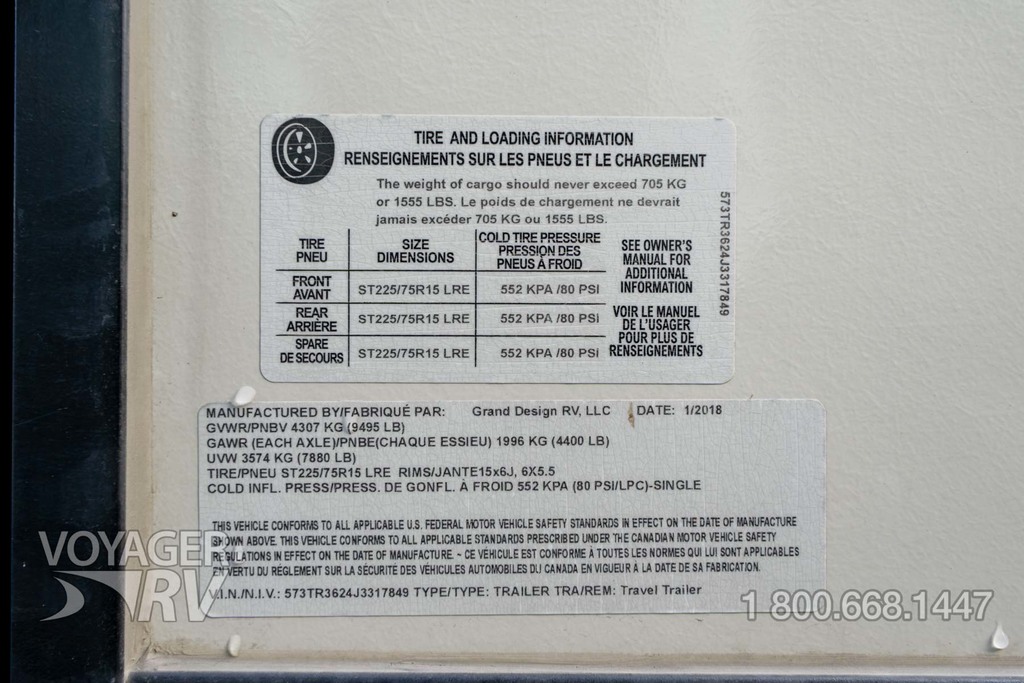 TIRE AND LOADING INFORMATION
RENSEIGNEMENTS SUR LES PNEUS ET LE CHARGEMENT
The weight of cargo should never exceed 705 KG
or 1555 LBS. Le poids de chargement ne devrait
jamais excéder 705 KG ou 1555 LBS.
TIRE
PNEU
SIZE
DIMENSIONS
COLD TIRE PRESSURE
PRESSION DES
PNEUS À FROID
FRONT
AVANT
ST225/75R15 LRE
552 KPA /80 PSI
REAR
ARRIÈRE
ST225/75R15 LRE
552 KPA /80 PSI
SPARE
DE SECOURS
ST225/75R15 LRE
552 KPA /80 PSI
SEE OWNER'S
MANUAL FOR
ADDITIONAL
INFORMATION
VOIR LE MANUEL
DE L'USAGER
POUR PLUS DE
RENSEIGNEMENTS
573TR3624J3317849
MANUFACTURED BY/FABRIQUÉ PAR: Grand Design RV, LLC DATE: 1/2018
GVWR/PNBV 4307 KG (9495 LB)
GAWR (EACH AXLE)/PNBE(CHAQUE ESSIEU) 1996 KG (4400 LB)
UVW 3574 KG (7880 LB)
TIRE/PNEU ST225/75R15 LRE RIMS/JANTE15x6J, 6X5.5
COLD INFL. PRESS/PRESS. DE GONFL. À FROID 552 KPA (80 PSI/LPC)-SINGLE
THIS VEHICLE CONFORMS TO ALL APPLICABLE U.S. FEDERAL MOTOR VEHICLE SAFETY STANDARDS IN EFFECT ON THE DATE OF MANUFACTURE
SHOWN ABOVE. THIS VEHICLE CONFORMS TO ALL APPLICABLE STANDARDS PRESCRIBED UNDER THE CANADIAN MOTOR VEHICLE SAFETY
REGULATIONS IN EFFECT ON THE DATE OF MANUFACTURE. ~ CE VÉHICULE EST CONFORME À TOUTES LES NORMES QUI LUI SONT APPLICABLES
EN VERTU DU RÉGLEMENT SUR LA SÉCURITÉ DES VÉHICULES AUTOMOBILES DU CANADA EN VIGUEUR À LA DATE DE SA FABRICATION.
V.I.N./N.I.V.: 573TR3624J3317849 TYPE/TYPE: TRAILER TRA/REM: Travel Trailer
VOYAGER
RV
1 800.668.1447